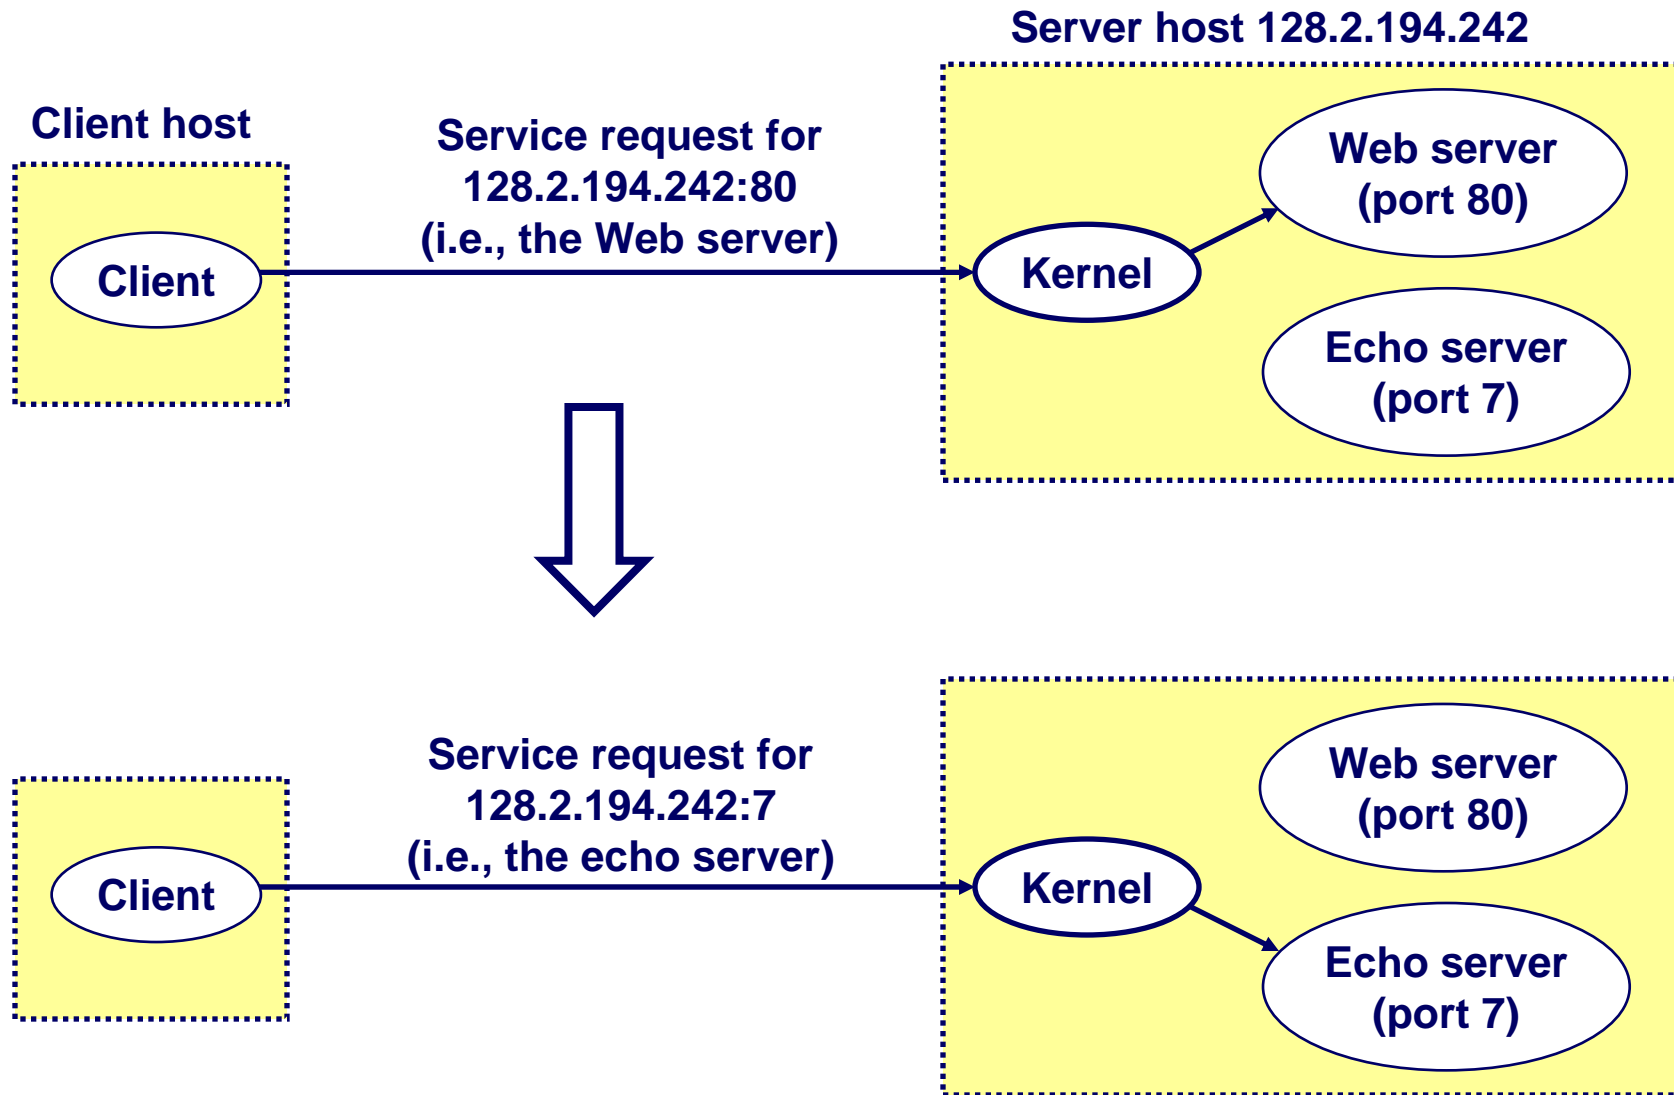 Server host 128.2.194.242
Client host
Service request for
128.2.194.242:80
(i.e., the Web server)
Client
Kernel
Web server
(port 80)
Echo server
(port 7)
Service request for
128.2.194.242:7
(i.e., the echo server)
Client
Kernel
Web server
(port 80)
Echo server
(port 7)